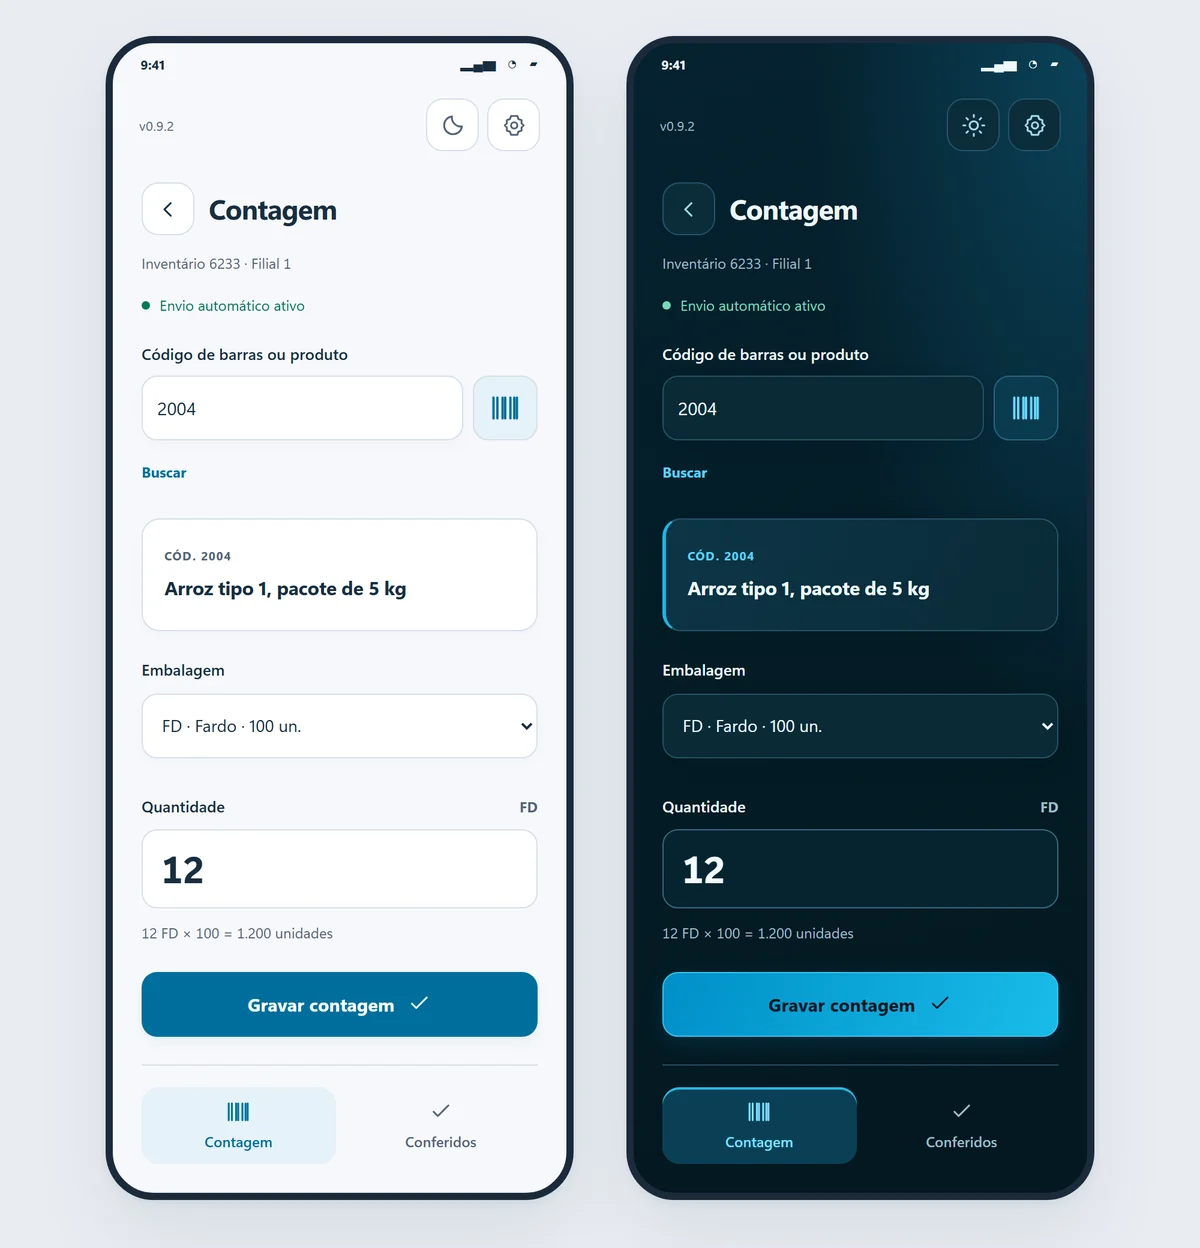 9:41
v0.9.2
Contagem
Inventário 6233 · Filial 1
Envio automático ativo
Código de barras ou produto
2004
Buscar
CÓD. 2004
Arroz tipo 1, pacote de 5 kg
Embalagem
FD · Fardo · 100 un.
Quantidade FD
12
12 FD × 100 = 1.200 unidades
Gravar contagem
Contagem Conferidos
9:41
v0.9.2
Contagem
Inventário 6233 · Filial 1
Envio automático ativo
Código de barras ou produto
2004
Buscar
CÓD. 2004
Arroz tipo 1, pacote de 5 kg
Embalagem
FD · Fardo · 100 un.
Quantidade FD
12
12 FD × 100 = 1.200 unidades
Gravar contagem
Contagem Conferidos